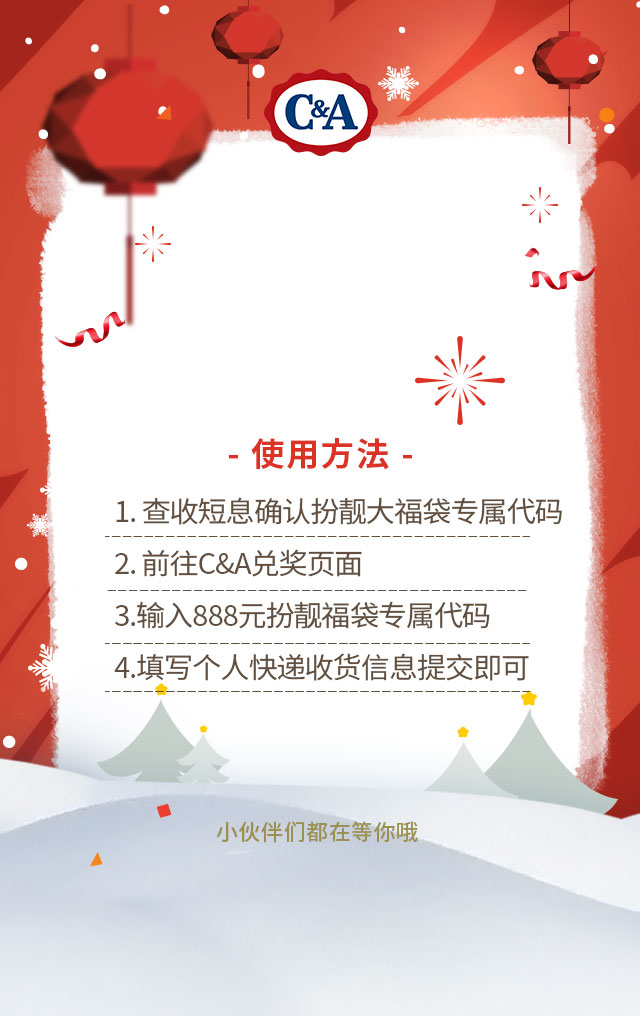 C&A
- 使用方法 -
1. 查收短息确认扮靓大福袋专属代码
2. 前往C&A兑奖页面
3.输入888元扮靓福袋专属代码
4.填写个人快递收货信息提交即可
小伙伴们都在等你哦